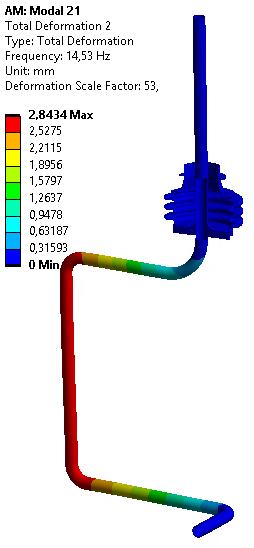 AM: Modal 21
Total Deformation 2
Type: Total Deformation
Frequency: 14,53 Hz
Unit: mm
Deformation Scale Factor: 53,
2,8434 Max
2,5275
2,2115
1,8956
1,5797
1,2637
0,9478
0,63187
0,31593
0 Min